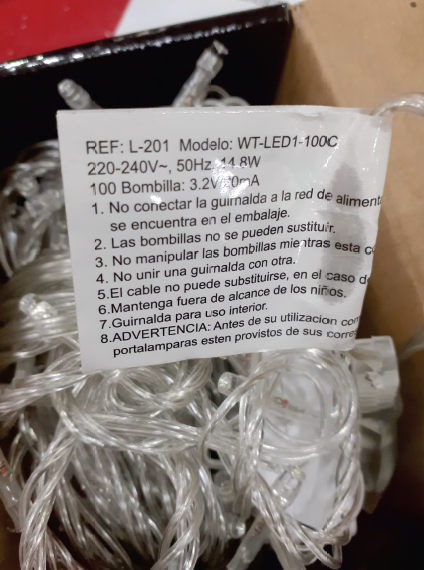 REF: L-201 Modelo: WT-LED1-100C
220-240V~, 50Hz, 14.8W
100 Bombilla: 3.2V 20mA
1. No conectar la guirnalda a la red de aliment
se encuentra en el embalaje.
2. Las bombillas no se pueden sustituir.
3. No manipular las bombillas mientras esta
4. No unir una guirnalda con otra.
5.El cable no puede substituirse, en el caso d
6.Mantenga fuera de alcance de los niños.
7.Guirnalda para uso interior.
8.ADVERTENCIA: Antes de su utilizacion com
portalamparas esten provistos de sus corre